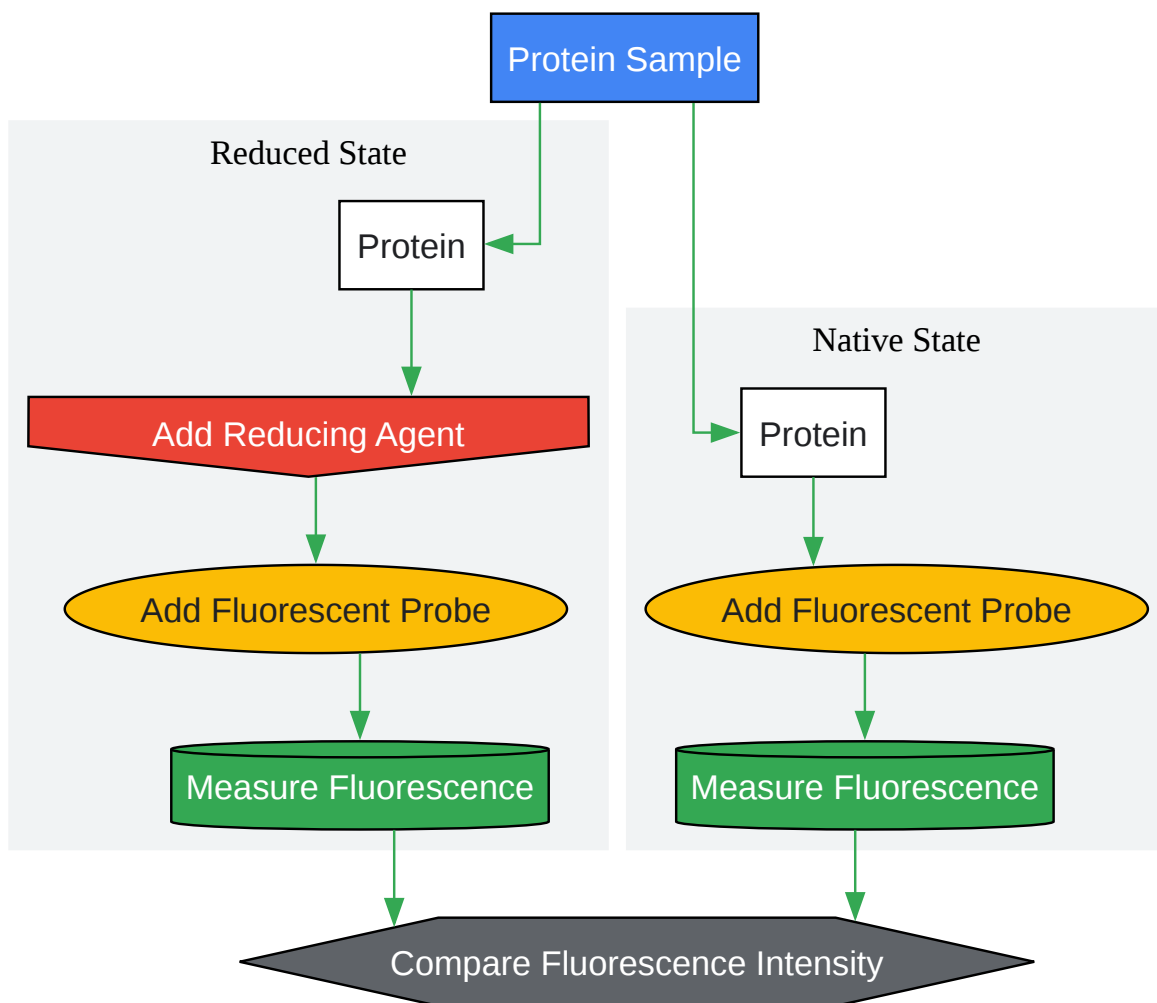 Protein Sample
Reduced State
Protein
Add Reducing Agent
Add Fluorescent Probe
Measure Fluorescence
Native State
Protein
Add Fluorescent Probe
Measure Fluorescence
Compare Fluorescence Intensity